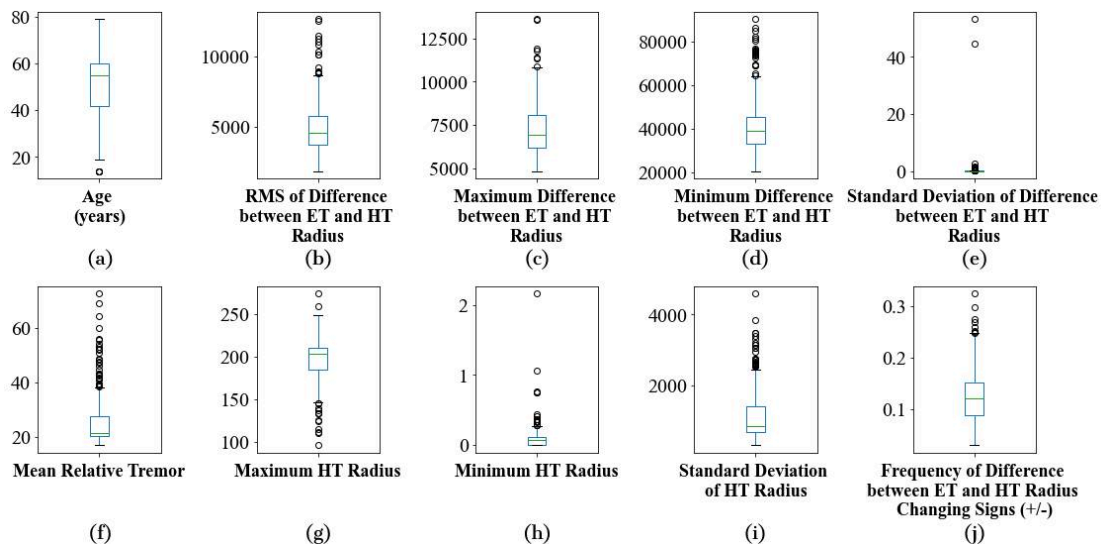 80
60
40
20
Age
(years)
(a)
10000
5000
RMS of Difference
between ET and HT
Radius
(b)
12500
10000
7500
5000
Maximum Difference
between ET and HT
Radius
(c)
80000
60000
40000
20000
Minimum Difference
between ET and HT
Radius
(d)
40
20
0
Standard Deviation of Difference
between ET and HT
Radius
(e)
60
40
20
Mean Relative Tremor
(f)
250
200
150
100
Maximum HT Radius
(g)
2
1
0
Minimum HT Radius
(h)
4000
2000
Standard Deviation
of HT Radius
(i)
0.3
0.2
0.1
Frequency of Difference
between ET and HT Radius
Changing Signs (+/-)
(j)